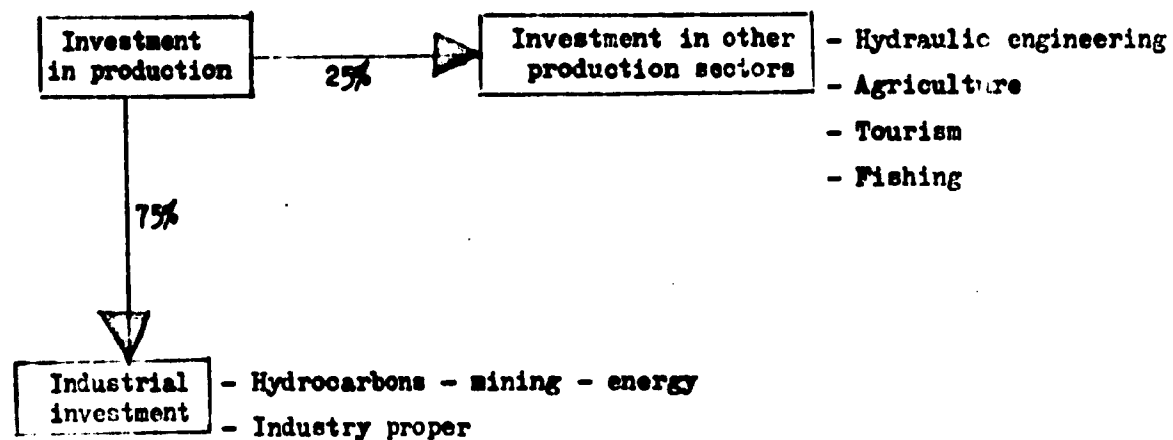 Investment
in production
25%
Investment in other
production sectors
- Hydraulic engineering
- Agriculture
- Tourism
- Fishing
75%
Industrial
investment
- Hydrocarbons - mining - energy
- Industry proper